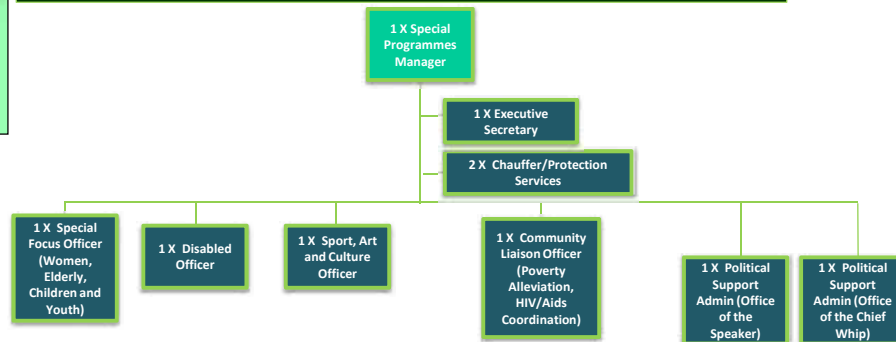 1 X Special
Programmes
Manager
1 X Executive
Secretary
2 X Chauffer/Protection
Services
1 X Special
Focus Officer
(Women,
Elderly,
Children and
Youth)
1 X Disabled
Officer
1 X Sport, Art
and Culture
Officer
1 X Community
Liaison Officer
(Poverty
Alleviation,
HIV/Aids
Coordination)
1 X Political
Support
Admin (Office
of the
Speaker)
1 X Political
Support
Admin (Office
of the Chief
Whip)